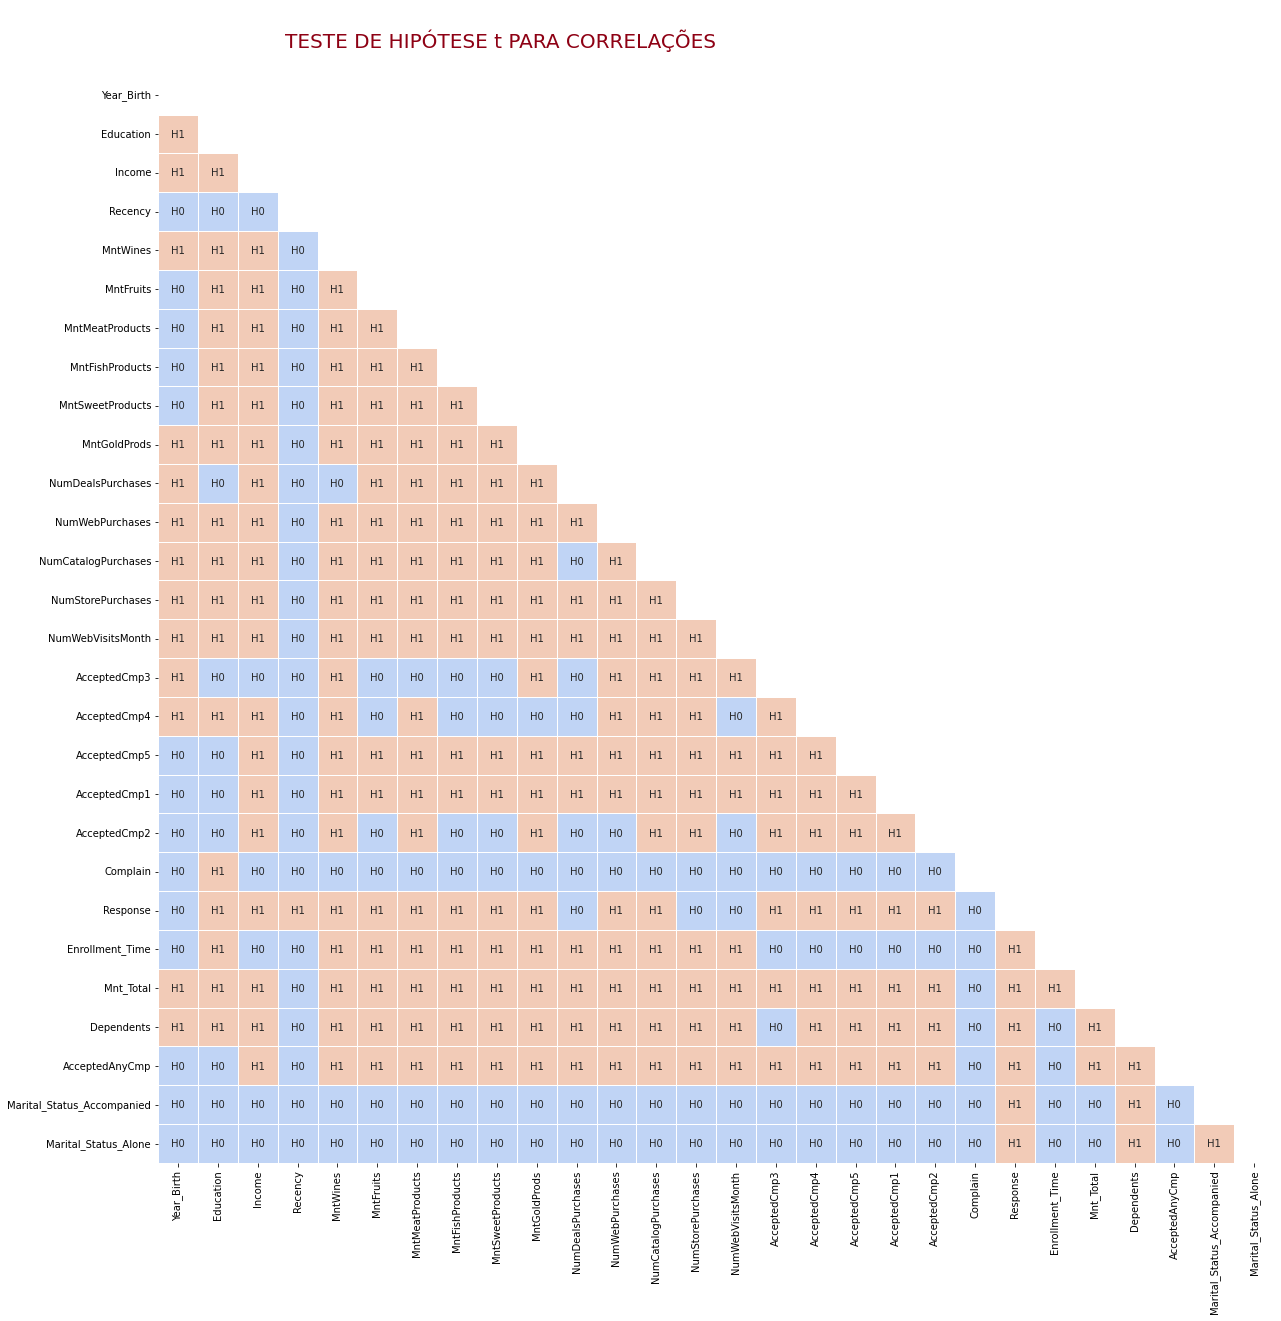 TESTE DE HIPÓTESE t PARA CORRELAÇÕES
Year_Birth
Education H1
Income H1 H1
Recency H0 H0 H0
MntWines H1 H1 H1 H0
MntFruits H0 H1 H1 H0 H1
MntMeatProducts H0 H1 H1 H0 H1 H1
MntFishProducts H0 H1 H1 H0 H1 H1 H1
MntSweetProducts H0 H1 H1 H0 H1 H1 H1 H1
MntGoldProds H1 H1 H1 H0 H1 H1 H1 H1 H1
NumDealsPurchases H1 H0 H1 H0 H0 H1 H1 H1 H1 H1
NumWebPurchases H1 H1 H1 H0 H1 H1 H1 H1 H1 H1 H1
NumCatalogPurchases H1 H1 H1 H0 H1 H1 H1 H1 H1 H1 H0 H1
NumStorePurchases H1 H1 H1 H0 H1 H1 H1 H1 H1 H1 H1 H1 H1
NumWebVisitsMonth H1 H1 H1 H0 H1 H1 H1 H1 H1 H1 H1 H1 H1 H1
AcceptedCmp3 H1 H0 H0 H0 H1 H0 H0 H0 H0 H1 H0 H1 H1 H1 H1
AcceptedCmp4 H1 H1 H1 H0 H1 H0 H1 H0 H0 H0 H0 H1 H1 H1 H0 H1
AcceptedCmp5 H0 H0 H1 H0 H1 H1 H1 H1 H1 H1 H1 H1 H1 H1 H1 H1 H1
AcceptedCmp1 H0 H0 H1 H0 H1 H1 H1 H1 H1 H1 H1 H1 H1 H1 H1 H1 H1 H1
AcceptedCmp2 H0 H0 H1 H0 H1 H0 H1 H0 H0 H1 H0 H0 H1 H1 H0 H1 H1 H1 H1
Complain H0 H1 H0 H0 H0 H0 H0 H0 H0 H0 H0 H0 H0 H0 H0 H0 H0 H0 H0 H0
Response H0 H1 H1 H1 H1 H1 H1 H1 H1 H1 H0 H1 H1 H0 H0 H1 H1 H1 H1 H1 H0
Enrollment_Time H0 H1 H0 H0 H1 H1 H1 H1 H1 H1 H1 H1 H1 H1 H1 H0 H0 H0 H0 H0 H0 H1
Mnt_Total H1 H1 H1 H0 H1 H1 H1 H1 H1 H1 H1 H1 H1 H1 H1 H1 H1 H1 H1 H1 H0 H1 H1
Dependents H1 H1 H1 H0 H1 H1 H1 H1 H1 H1 H1 H1 H1 H1 H1 H0 H1 H1 H1 H1 H0 H1 H0 H1
AcceptedAnyCmp H0 H0 H1 H0 H1 H1 H1 H1 H1 H1 H1 H1 H1 H1 H1 H1 H1 H1 H1 H1 H0 H1 H0 H1 H1
Marital_Status_Accompanied H0 H0 H0 H0 H0 H0 H0 H0 H0 H0 H0 H0 H0 H0 H0 H0 H0 H0 H0 H0 H0 H1 H0 H0 H1 H0
Marital_Status_Alone H0 H0 H0 H0 H0 H0 H0 H0 H0 H0 H0 H0 H0 H0 H0 H0 H0 H0 H0 H0 H0 H1 H0 H0 H1 H0 H1
Year_Birth
Education
Income
Recency
MntWines
MntFruits
MntMeatProducts
MntFishProducts
MntSweetProducts
MntGoldProds
NumDealsPurchases
NumWebPurchases
NumCatalogPurchases
NumStorePurchases
NumWebVisitsMonth
AcceptedCmp3
AcceptedCmp4
AcceptedCmp5
AcceptedCmp1
AcceptedCmp2
Complain
Response
Enrollment_Time
Mnt_Total
Dependents
AcceptedAnyCmp
Marital_Status_Accompanied
Marital_Status_Alone